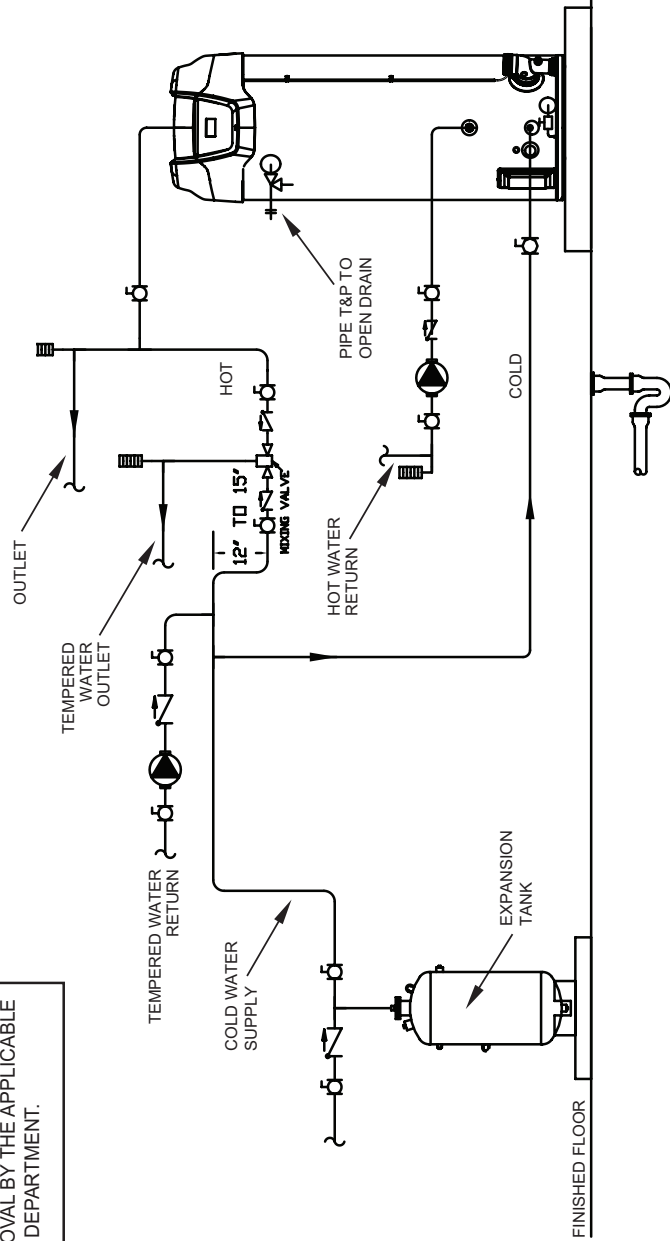 OVAL BY THE APPLICABLE
DEPARTMENT.
OUTLET
TEMPERED
WATER
OUTLET
HOT
12" TO 15"
MIXING VALVE
PIPE T&P TO
OPEN DRAIN
TEMPERED WATER
RETURN
HOT WATER
RETURN
COLD
COLD WATER
SUPPLY
EXPANSION
TANK
FINISHED FLOOR